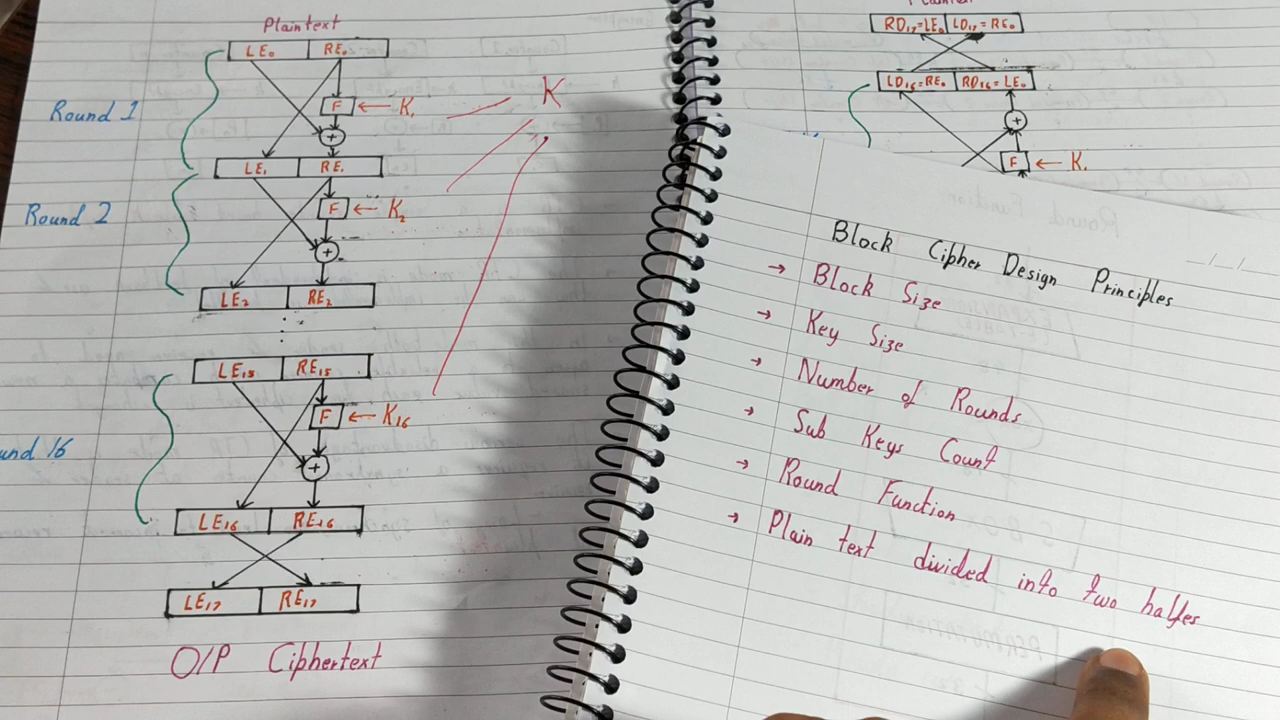 Plaintext
LE₀ RE₀
Round 1
F ← K₁
K
+
LE₁ RE₁
Round 2
F ← K₂
+
LE₂ RE₂
LE₁₅ RE₁₅
F ← K₁₆
und 16
+
LE₁₆ RE₁₆
LE₁₇ RE₁₇
O/P Ciphertext
RD₁₇=LE₀ LD₁₇=RE₀
LD₁₆=RE₀ RD₁₆=LE₀
+
F ← K₁
Block Cipher Design Principles
→ Block Size
→ Key Size
→ Number of Rounds
→ Sub Keys Count
→ Round Function
→ Plain text divided into two halfes